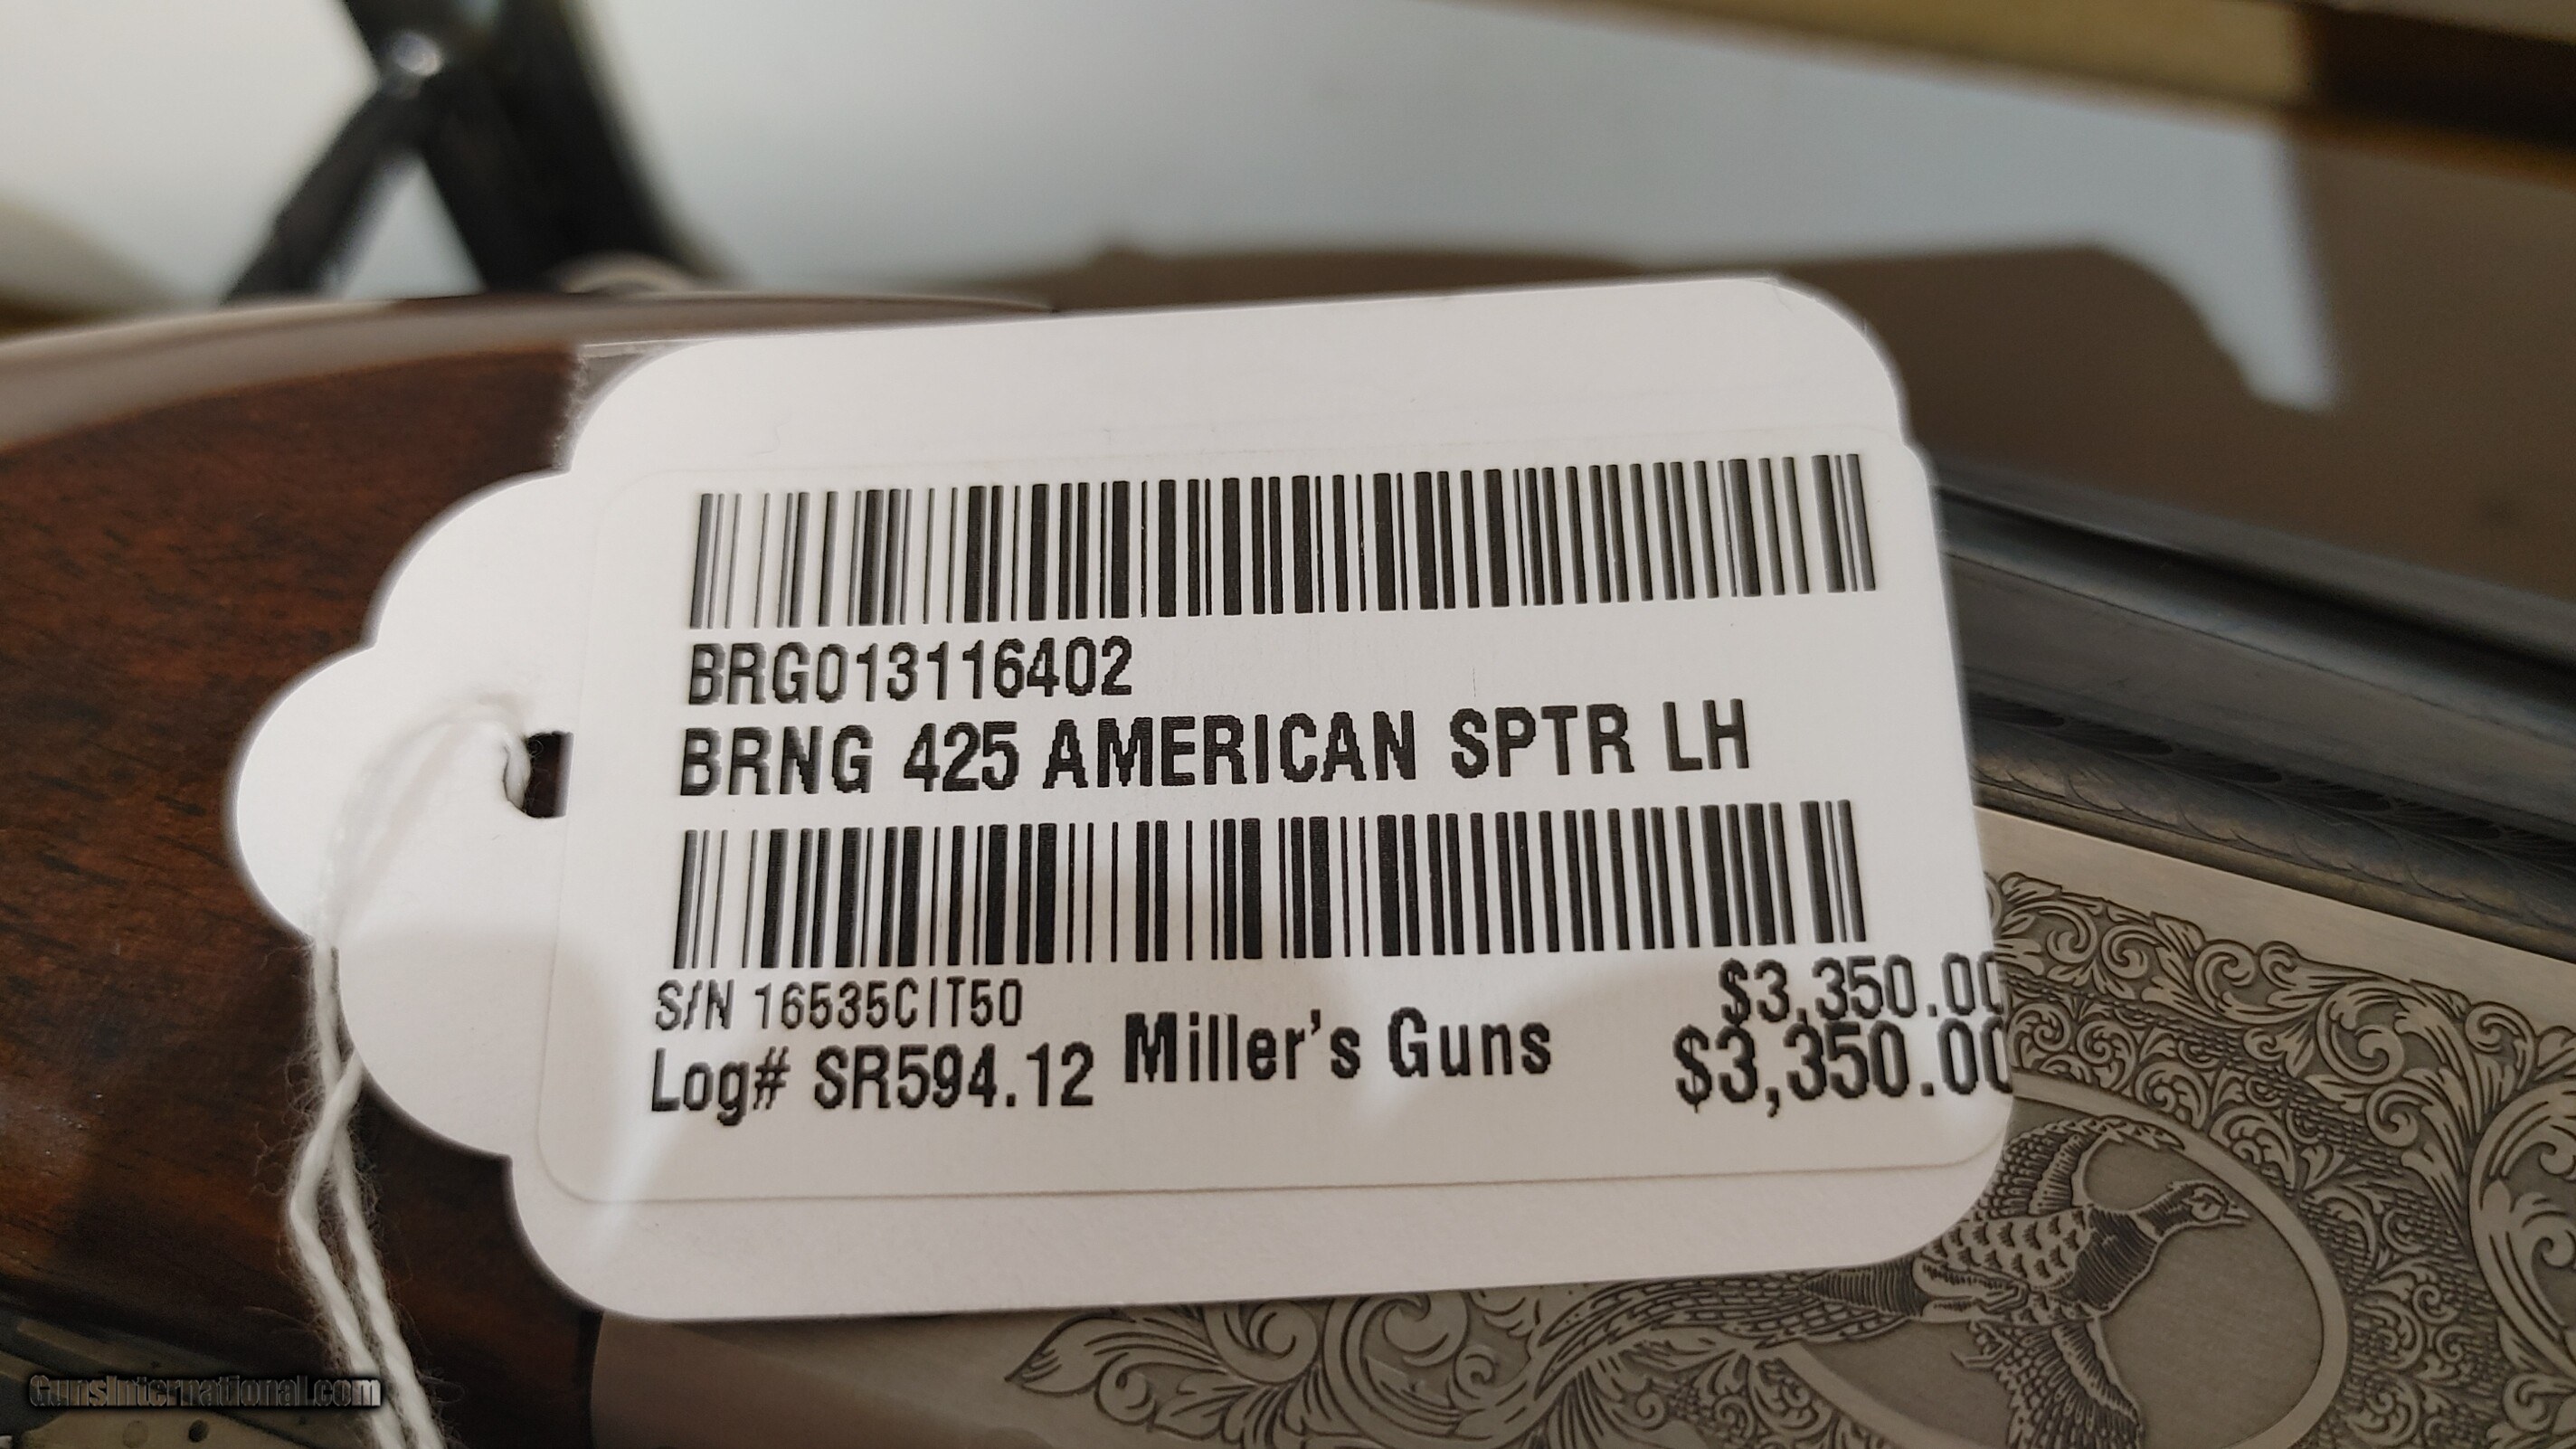 BRG013116402
BRNG 425 AMERICAN SPTR LH
S/N 16535CIT50
$3,350.00
Log# SR594.12 Miller's Guns $3,350.00
GunsInternational.com